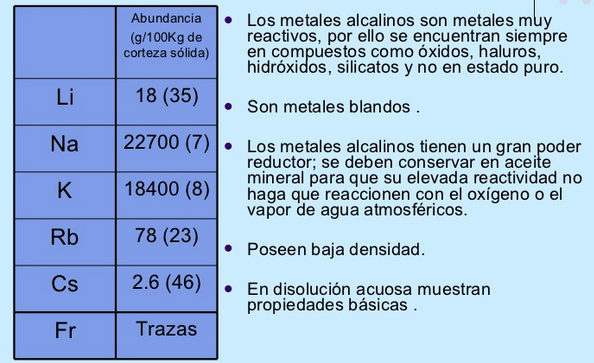 Abundancia
(g/100Kg de
corteza sólida)
Li 18 (35)
Na 22700 (7)
K 18400 (8)
Rb 78 (23)
Cs 2.6 (46)
Fr Trazas
• Los metales alcalinos son metales muy
reactivos, por ello se encuentran siempre
en compuestos como óxidos, haluros,
hidróxidos, silicatos y no en estado puro.
• Son metales blandos .
• Los metales alcalinos tienen un gran poder
reductor; se deben conservar en aceite
mineral para que su elevada reactividad no
haga que reaccionen con el oxígeno o el
vapor de agua atmosféricos.
• Poseen baja densidad.
• En disolución acuosa muestran
propiedades básicas .